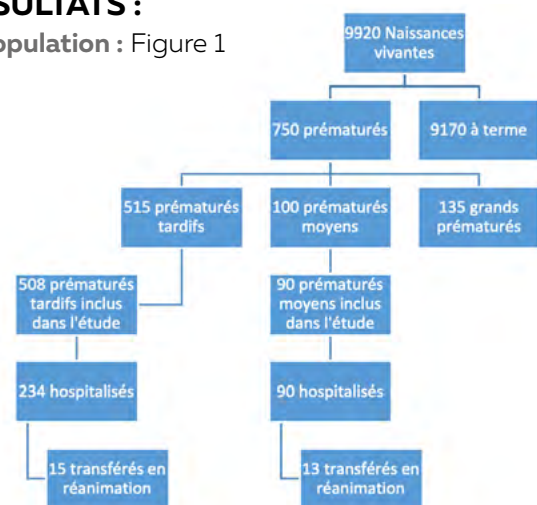 SULTATS :
opulation : Figure 1
9920 Naissances
vivantes
750 prématurés
9170 à terme
515 prématurés
tardifs
100 prématurés
moyens
135 grands
prématurés
508 prématurés
tardifs inclus
dans l'étude
90 prématurés
moyens inclus
dans l'étude
234 hospitalisés
90 hospitalisés
15 transférés en
réanimation
13 transférés en
réanimation